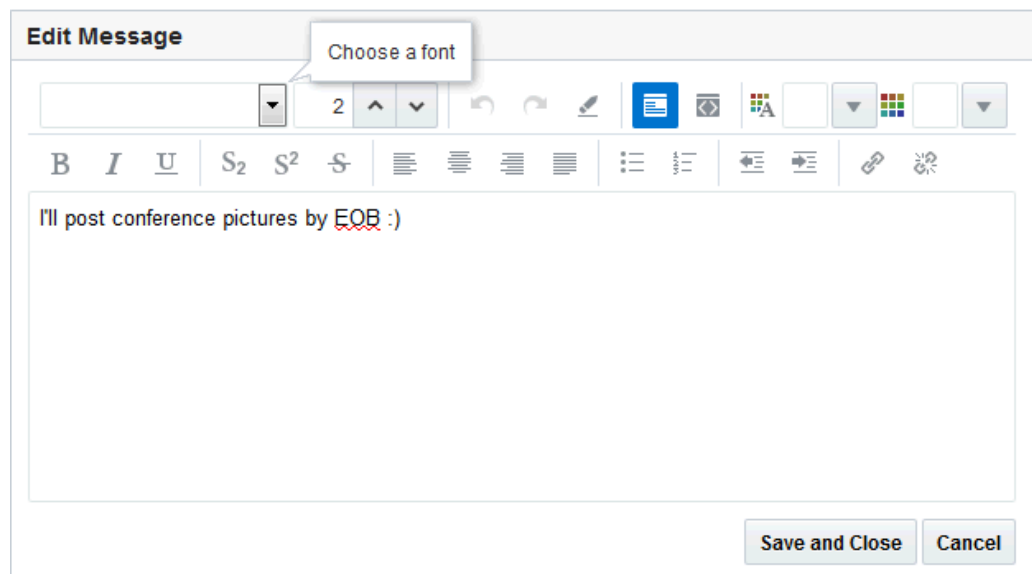 Edit Message
Choose a font
2
B I U S2 S² S
I'll post conference pictures by EOB :)
Save and Close Cancel